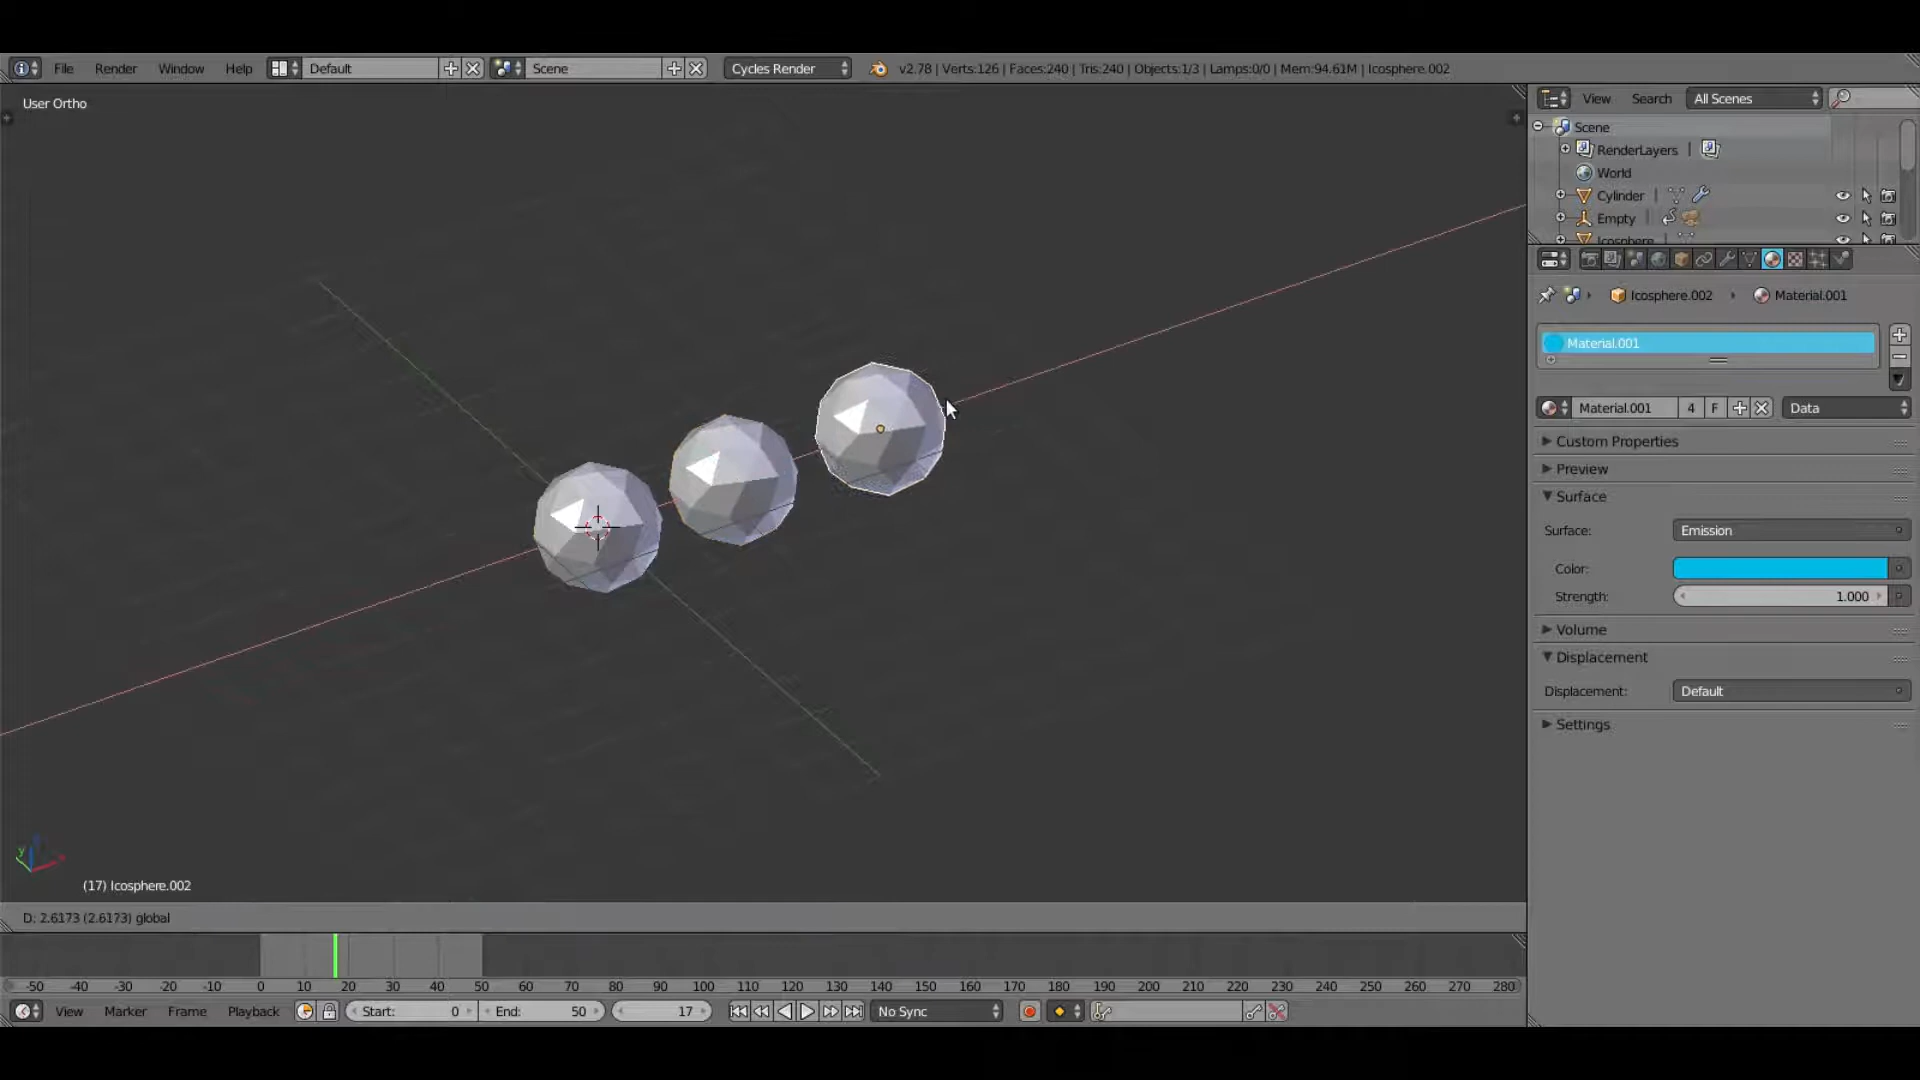 File Render Window Help Default Scene Cycles Render v2.78 | Verts:126 | Faces:240 | Tris:240 | Objects:1/3 | Lamps:0/0 | Mem:94.61M | Icosphere.002
User Ortho
View Search All Scenes
Scene
RenderLayers |
World
Cylinder |
Empty |
Icosphere |
Icosphere.002 Material.001
Material.001
Material.001 4 F Data
Custom Properties
Preview
Surface
Surface: Emission
Color:
Strength: 1.000
Volume
Displacement
Displacement: Default
Settings
y
(17) Icosphere.002
D: 2.6173 (2.6173) global
-50 -40 -30 -20 -10 0 10 20 30 40 50 60 70 80 90 100 110 120 130 140 150 160 170 180 190 200 210 220 230 240 250 260 270 280
View Marker Frame Playback Start: 0 End: 50 17 No Sync